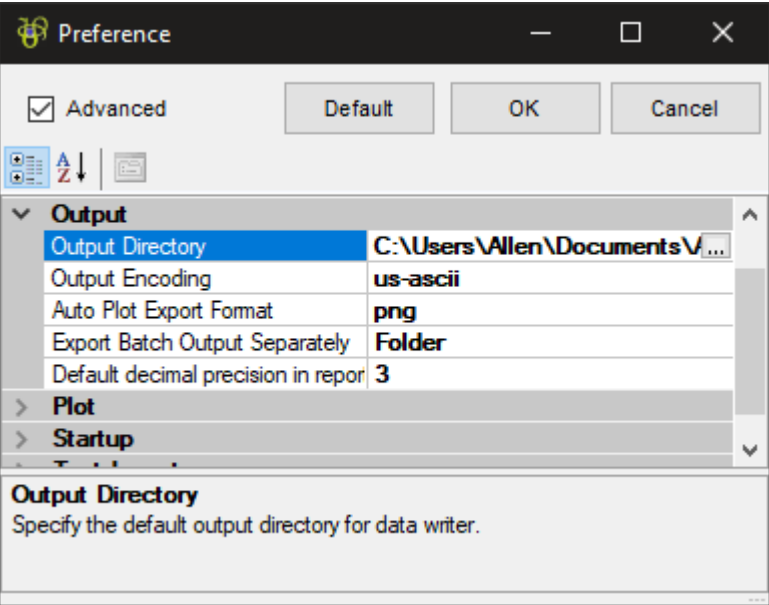 Preference
Advanced
Default
OK
Cancel
Output
Output Directory C:\Users\Allen\Documents\ ...
Output Encoding us-ascii
Auto Plot Export Format png
Export Batch Output Separately Folder
Default decimal precision in repor 3
Plot
Startup
Output Directory
Specify the default output directory for data writer.